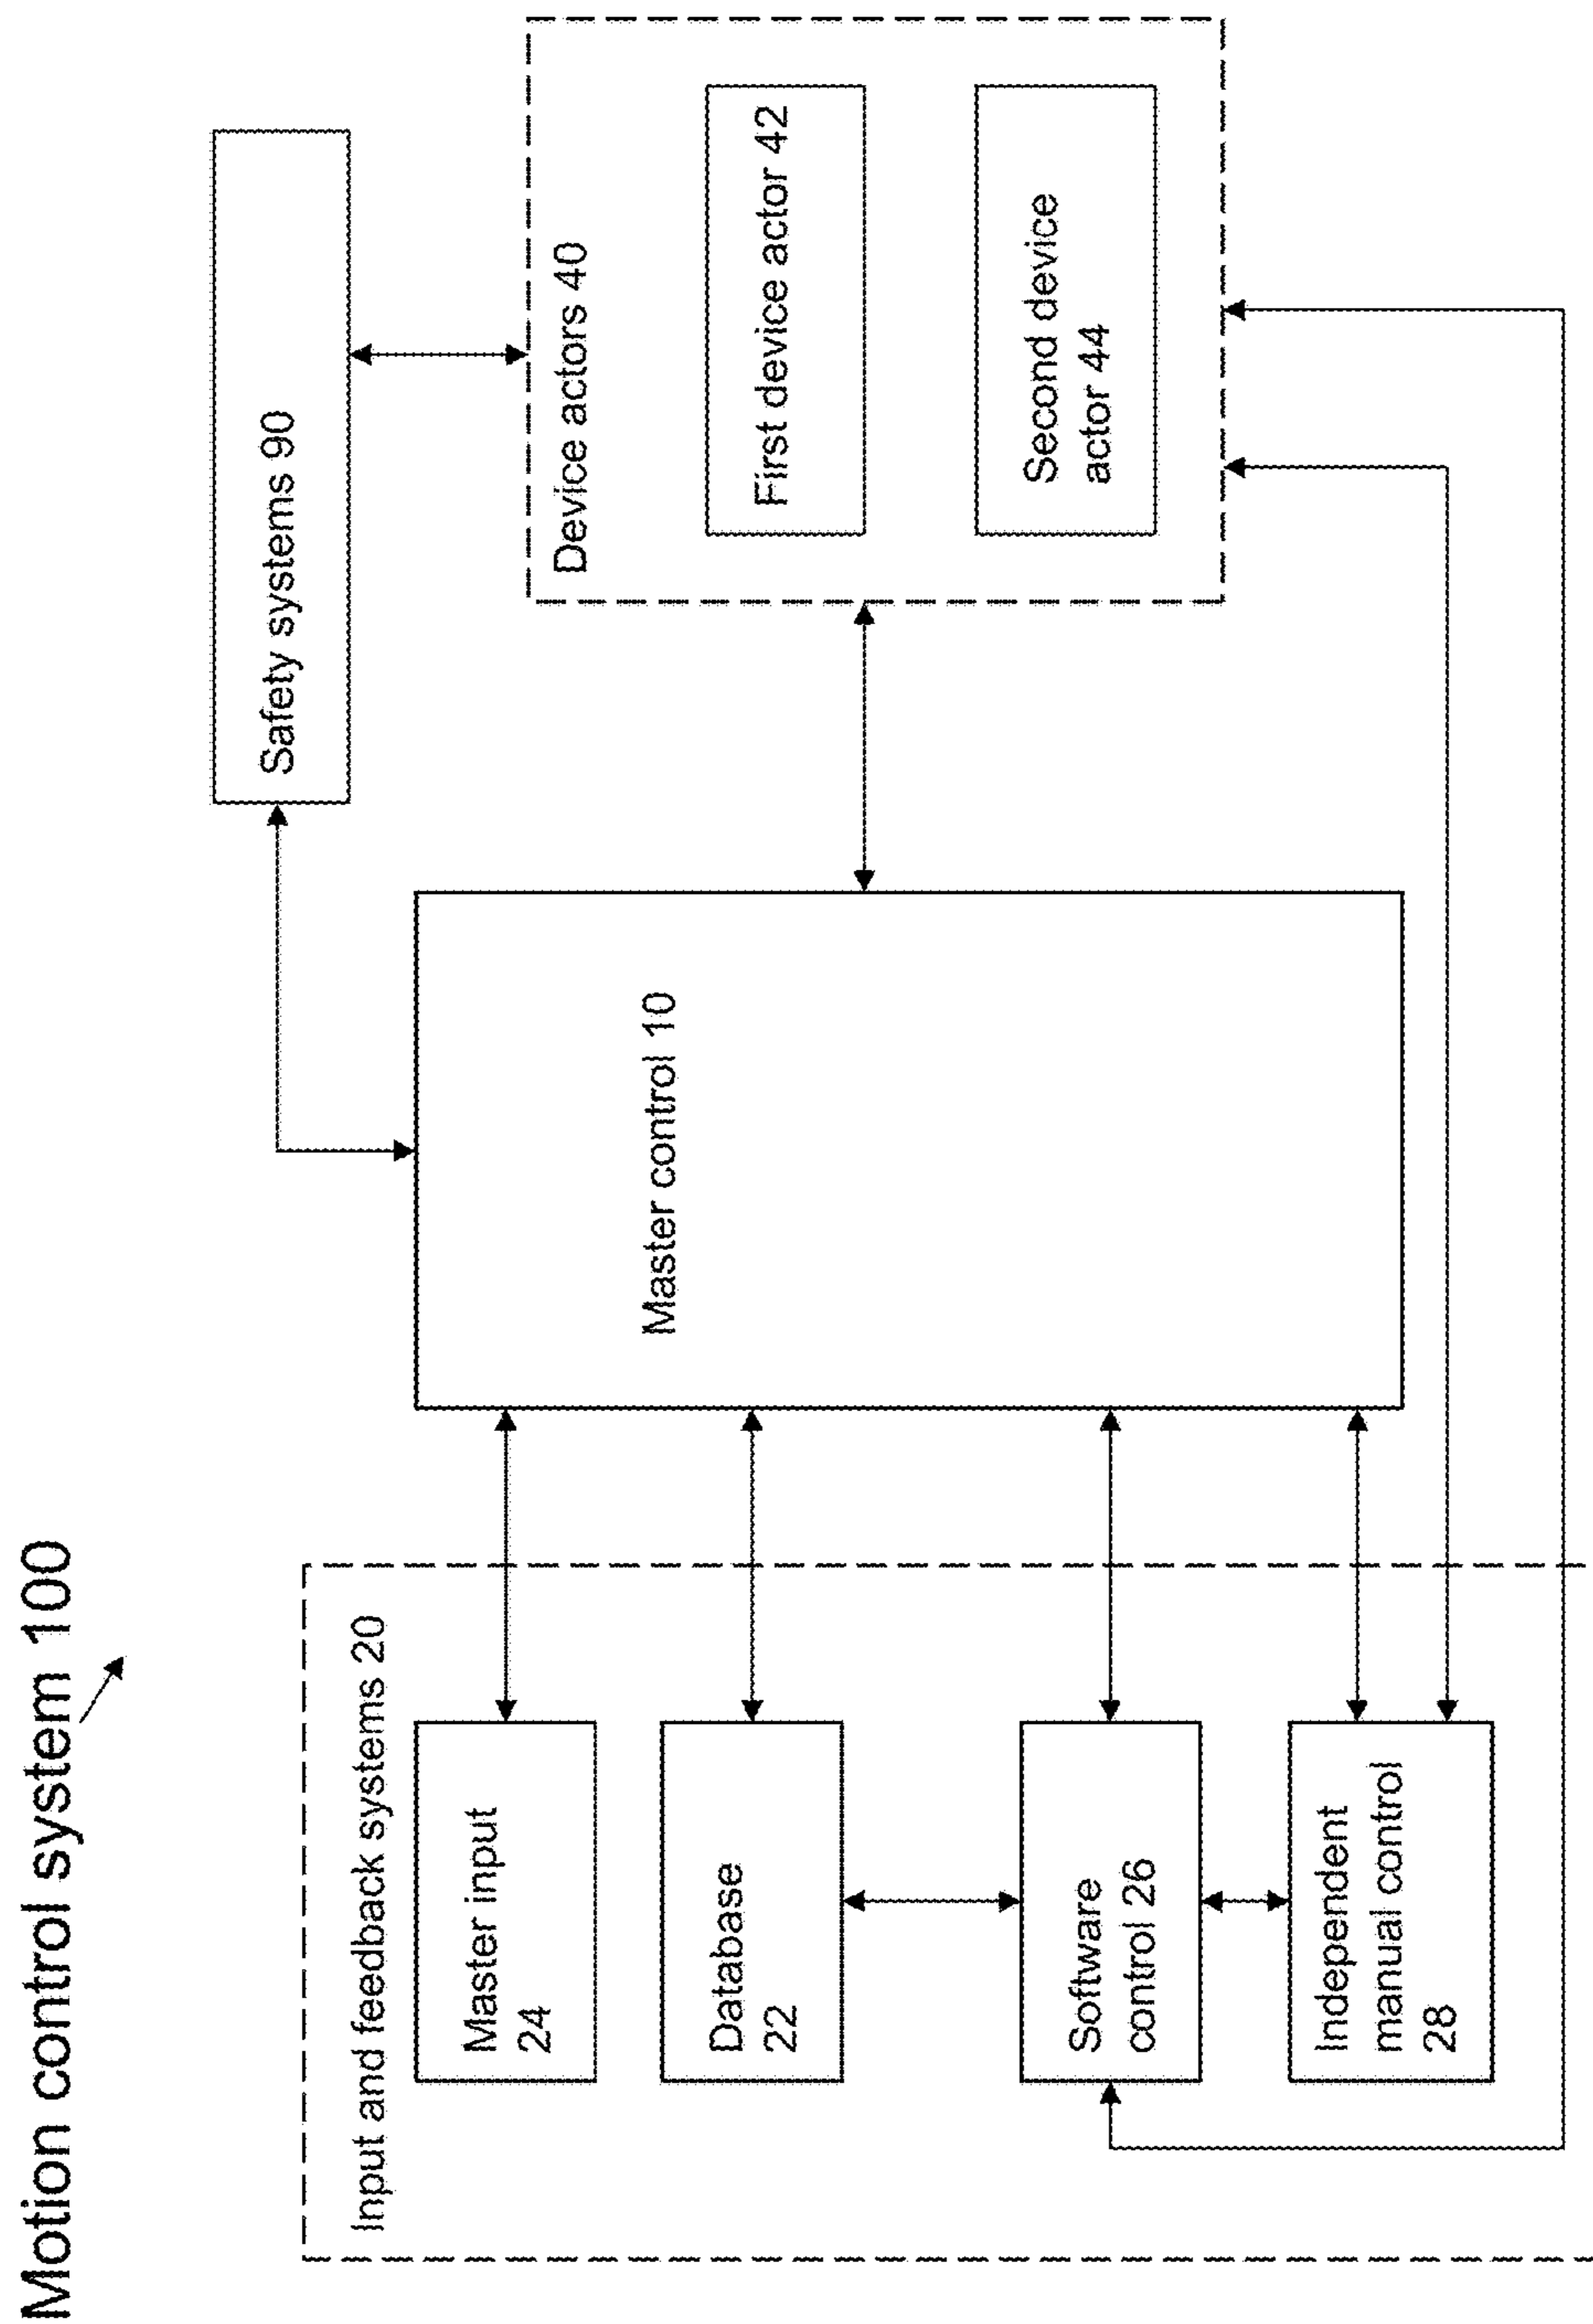 Motion control system 100
Input and feedback systems 20
Master input
24
Database
22
Software
control 26
Independent
manual control
28
Master control 10
Safety systems 90
Device actors 40
First device actor 42
Second device
actor 44